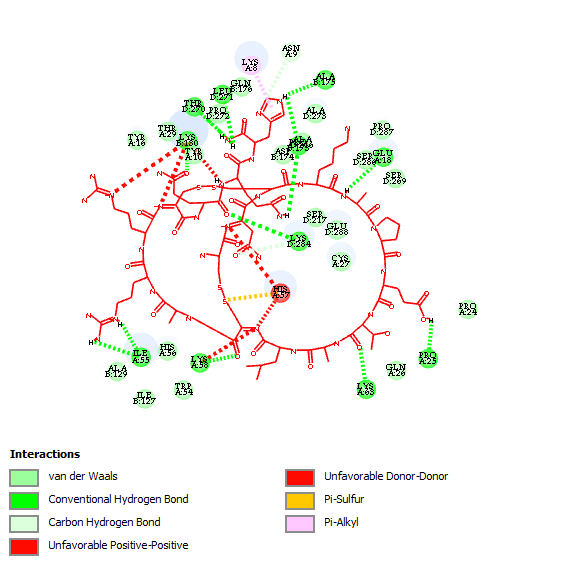 ASN
A:9
LYS
A:8
ALA
B:175
GLN
B:176
LEU
D:271
THR
D:270
PRO
D:272
ALA
D:273
PRO
D:287
THR
A:29
TYR
A:16
LYS
B:180
TYR
A:10
ALA
B:174
GLU
A:18
SER
D:289
SER
D:217
GLU
D:288
LYS
D:284
CYS
A:27
HIS
A:57
PRO
A:24
HIS
A:56
ILE
A:55
LYS
A:58
PRO
A:25
ALA
B:129
GLN
A:26
TRP
A:54
LYS
A:63
ILE
B:127
Interactions
van der Waals
Conventional Hydrogen Bond
Carbon Hydrogen Bond
Unfavorable Positive-Positive
Unfavorable Donor-Donor
Pi-Sulfur
Pi-Alkyl